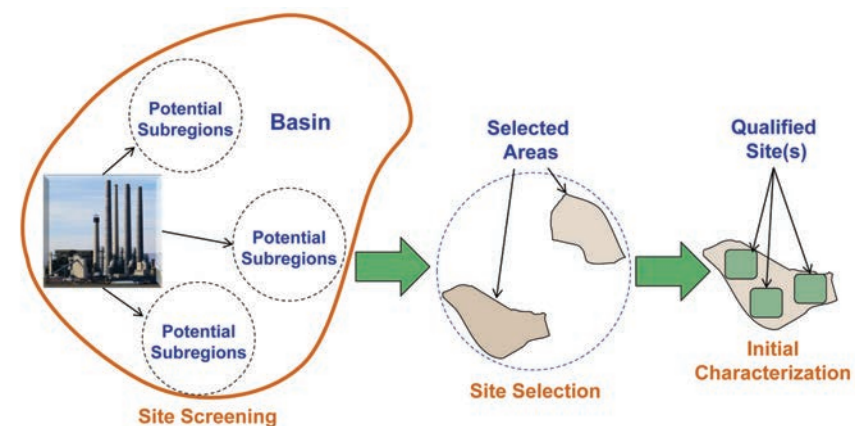 Potential
Subregions
Basin
Potential
Subregions
Potential
Subregions
Site Screening
Selected
Areas
Site Selection
Qualified
Site(s)
Initial
Characterization